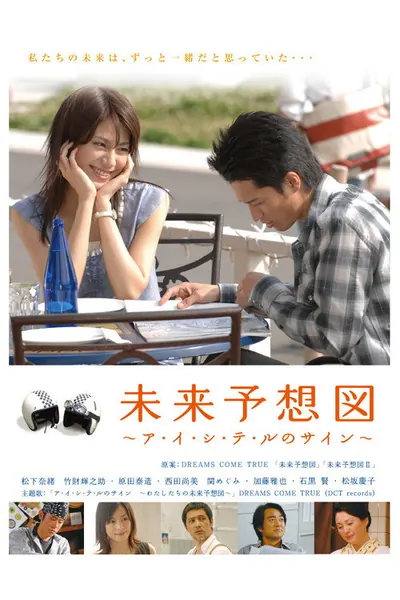 私たちの未来は、ずっと一緒だと思っていた・・・
未来予想図
～ア・イ・シ・テ・ルのサイン～
原案：DREAMS COME TRUE 「未来予想図」「未来予想図Ⅱ」
松下奈緒 竹財輝之助・原田泰造・西田尚美 関めぐみ・加藤雅也・石黒 賢・松坂慶子
主題歌：「ア・イ・シ・テ・ルのサイン ～わたしたちの未来予想図～」DREAMS COME TRUE (DCT records)